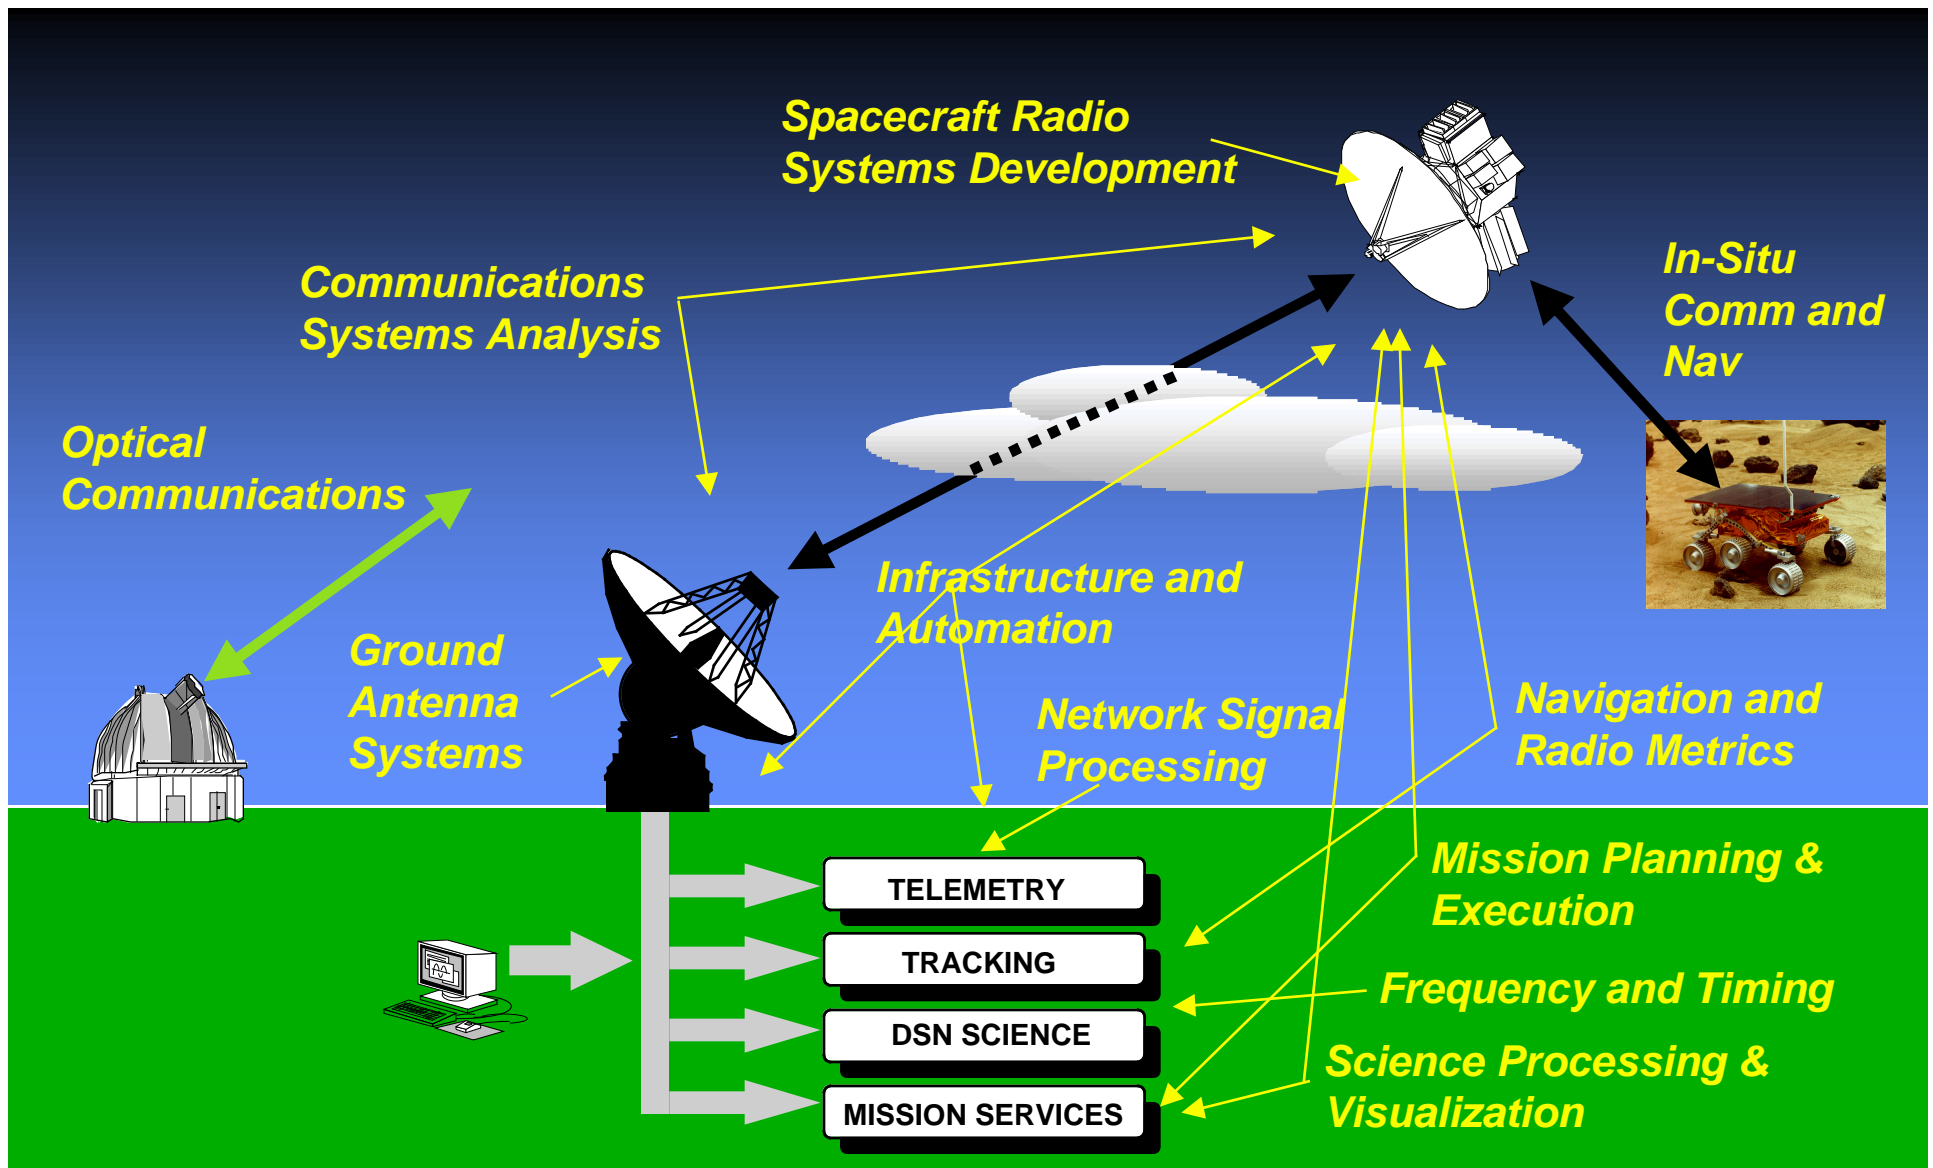 Spacecraft Radio
Systems Development
In-Situ
Comm and
Nav
Communications
Systems Analysis
Optical
Communications
Infrastructure and
Automation
Ground
Antenna
Systems
Network Signal
Processing
Navigation and
Radio Metrics
Mission Planning &
Execution
TELEMETRY
TRACKING
Frequency and Timing
DSN SCIENCE
Science Processing &
Visualization
MISSION SERVICES